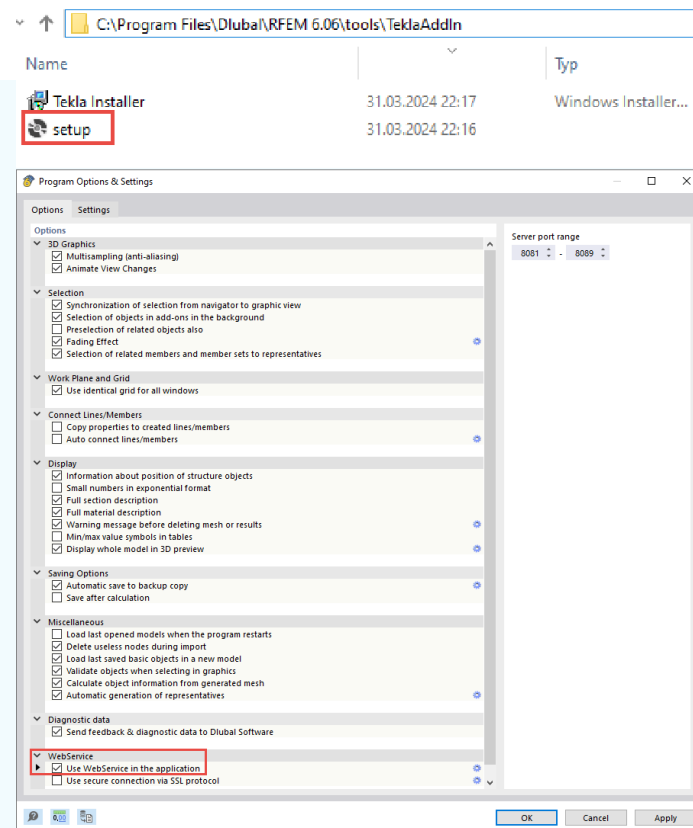 C:\Program Files\Dlubal\RFEM 6.06\tools\TeklaAddIn
Name Typ
Tekla Installer 31.03.2024 22:17 Windows Installer...
setup 31.03.2024 22:16
Program Options & Settings
Options Settings
Options
Server port range
8081 - 8089
3D Graphics
Multisampling (anti-aliasing)
Animate View Changes
Selection
Synchronization of selection from navigator to graphic view
Selection of objects in add-ons in the background
Preselection of related objects also
Fading Effect
Selection of related members and member sets to representatives
Work Plane and Grid
Use identical grid for all windows
Connect Lines/Members
Copy properties to created lines/members
Auto connect lines/members
Display
Information about position of structure objects
Small numbers in exponential format
Full section description
Full material description
Warning message before deleting mesh or results
Min/max value symbols in tables
Display whole model in 3D preview
Saving Options
Automatic save to backup copy
Save after calculation
Miscellaneous
Load last opened models when the program restarts
Delete useless nodes during import
Load last saved basic objects in a new model
Validate objects when selecting in graphics
Calculate object information from generated mesh
Automatic generation of representatives
Diagnostic data
Send feedback & diagnostic data to Dlubal Software
WebService
Use WebService in the application
Use secure connection via SSL protocol
0,00
OK Cancel Apply